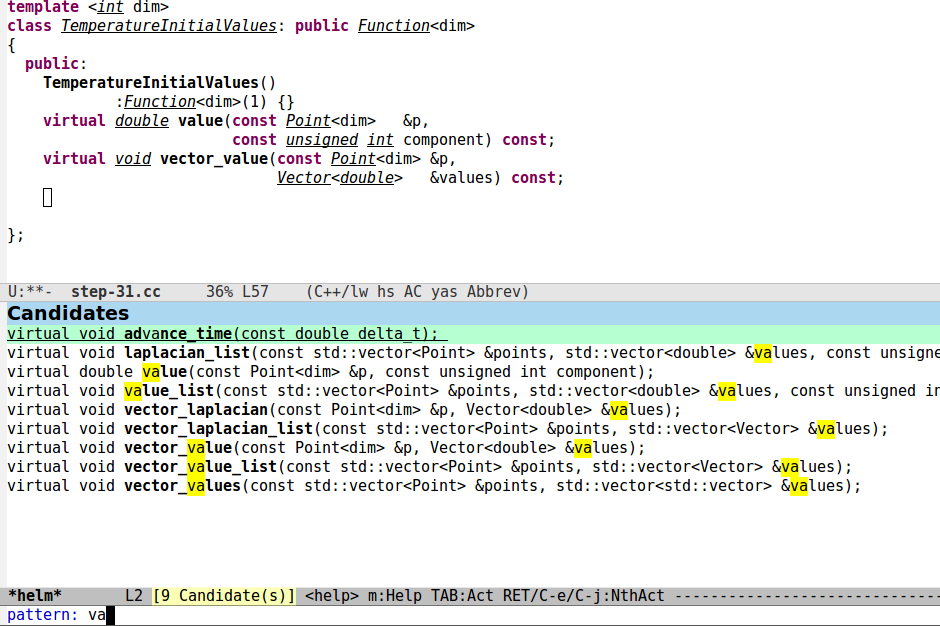 template <int dim>
class TemperatureInitialValues: public Function<dim>
{
  public:
    TemperatureInitialValues()
            :Function<dim>(1) {}
    virtual double value(const Point<dim>   &p,
                         const unsigned int component) const;
    virtual void vector_value(const Point<dim> &p,
                              Vector<double>   &values) const;
};
U:**-  step-31.cc     36% L57    (C++/lw hs AC yas Abbrev)
Candidates
virtual void advance_time(const double delta_t);
virtual void laplacian_list(const std::vector<Point> &points, std::vector<double> &values, const unsigne
virtual double value(const Point<dim> &p, const unsigned int component);
virtual void value_list(const std::vector<Point> &points, std::vector<double> &values, const unsigned in
virtual void vector_laplacian(const Point<dim> &p, Vector<double> &values);
virtual void vector_laplacian_list(const std::vector<Point> &points, std::vector<Vector> &values);
virtual void vector_value(const Point<dim> &p, Vector<double> &values);
virtual void vector_value_list(const std::vector<Point> &points, std::vector<Vector> &values);
virtual void vector_values(const std::vector<Point> &points, std::vector<std::vector> &values);
*helm*       L2 [9 Candidate(s)] <help> m:Help TAB:Act RET/C-e/C-j:NthAct ------------------------------
pattern: va